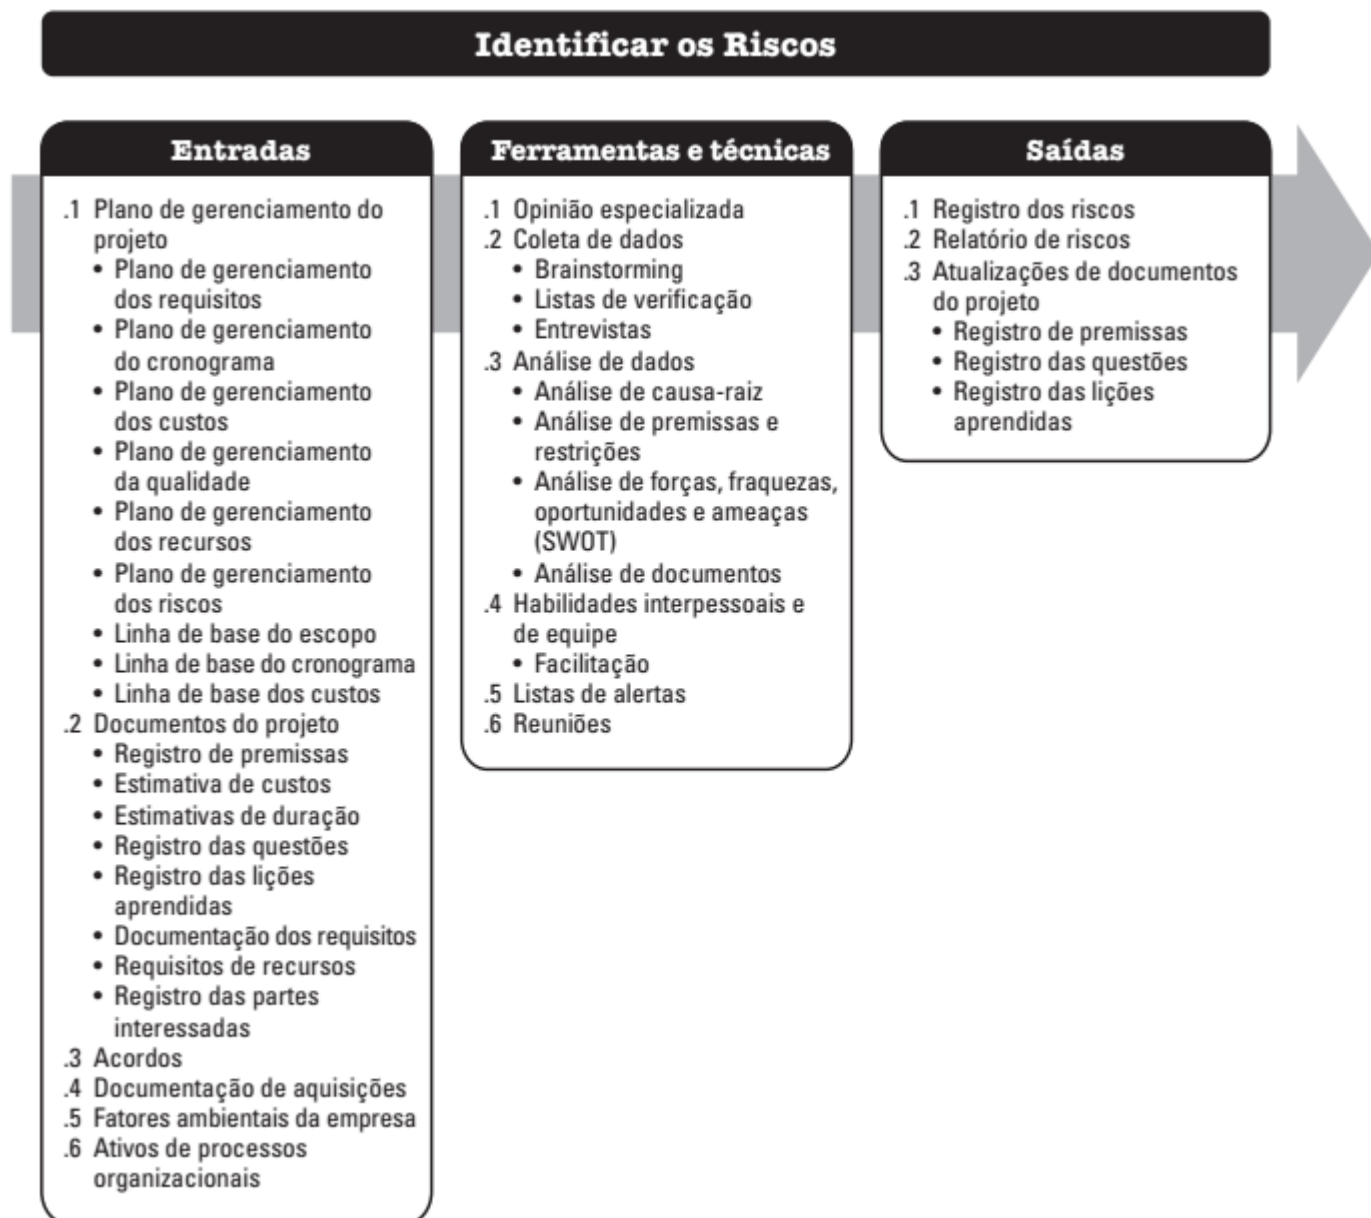 Identificar os Riscos
Entradas
.1 Plano de gerenciamento do
projeto
• Plano de gerenciamento
dos requisitos
• Plano de gerenciamento
do cronograma
• Plano de gerenciamento
dos custos
• Plano de gerenciamento
da qualidade
• Plano de gerenciamento
dos recursos
• Plano de gerenciamento
dos riscos
• Linha de base do escopo
• Linha de base do cronograma
• Linha de base dos custos
.2 Documentos do projeto
• Registro de premissas
• Estimativa de custos
• Estimativas de duração
• Registro das questões
• Registro das lições
aprendidas
• Documentação dos requisitos
• Requisitos de recursos
• Registro das partes
interessadas
.3 Acordos
.4 Documentação de aquisições
.5 Fatores ambientais da empresa
.6 Ativos de processos
organizacionais
Ferramentas e técnicas
.1 Opinião especializada
.2 Coleta de dados
• Brainstorming
• Listas de verificação
• Entrevistas
.3 Análise de dados
• Análise de causa-raiz
• Análise de premissas e
restrições
• Análise de forças, fraquezas,
oportunidades e ameaças
(SWOT)
• Análise de documentos
.4 Habilidades interpessoais e
de equipe
• Facilitação
.5 Listas de alertas
.6 Reuniões
Saídas
.1 Registro dos riscos
.2 Relatório de riscos
.3 Atualizações de documentos
do projeto
• Registro de premissas
• Registro das questões
• Registro das lições
aprendidas